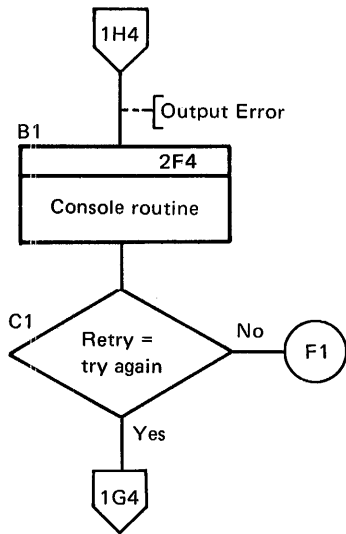 1H4
Output Error
B1
2F4
Console routine
C1
Retry =
try again
No
F1
Yes
1G4